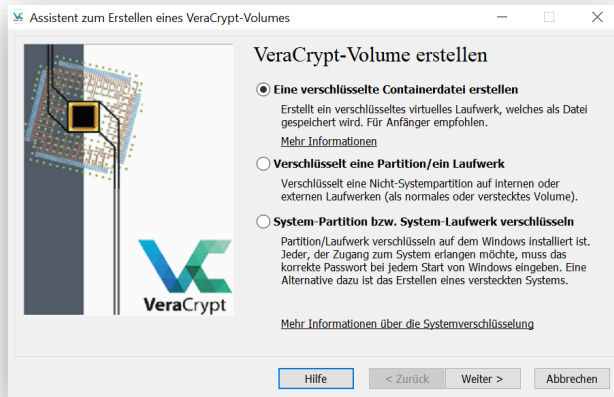 Assistent zum Erstellen eines VeraCrypt-Volumes
VeraCrypt-Volume erstellen
Eine verschlüsselte Containerdatei erstellen
Erstellt ein verschlüsseltes virtuelles Laufwerk, welches als Datei
gespeichert wird. Für Anfänger empfohlen.
Mehr Informationen
Verschlüsselt eine Partition/ein Laufwerk
Verschlüsselt eine Nicht-Systempartition auf internen oder
externen Laufwerken (als normales oder verstecktes Volume).
System-Partition bzw. System-Laufwerk verschlüseln
Partition/Laufwerk verschlüseln auf dem Windows installiert ist.
Jeder, der Zugang zum System erlangen möchte, muss das
korrekte Passwort bei jedem Start von Windows eingeben. Eine
Alternative dazu ist das Erstellen eines versteckten Systems.
Mehr Informationen über die Systemverschlüsselung
VeraCrypt
Hilfe
< Zurück
Weiter >
Abbrechen